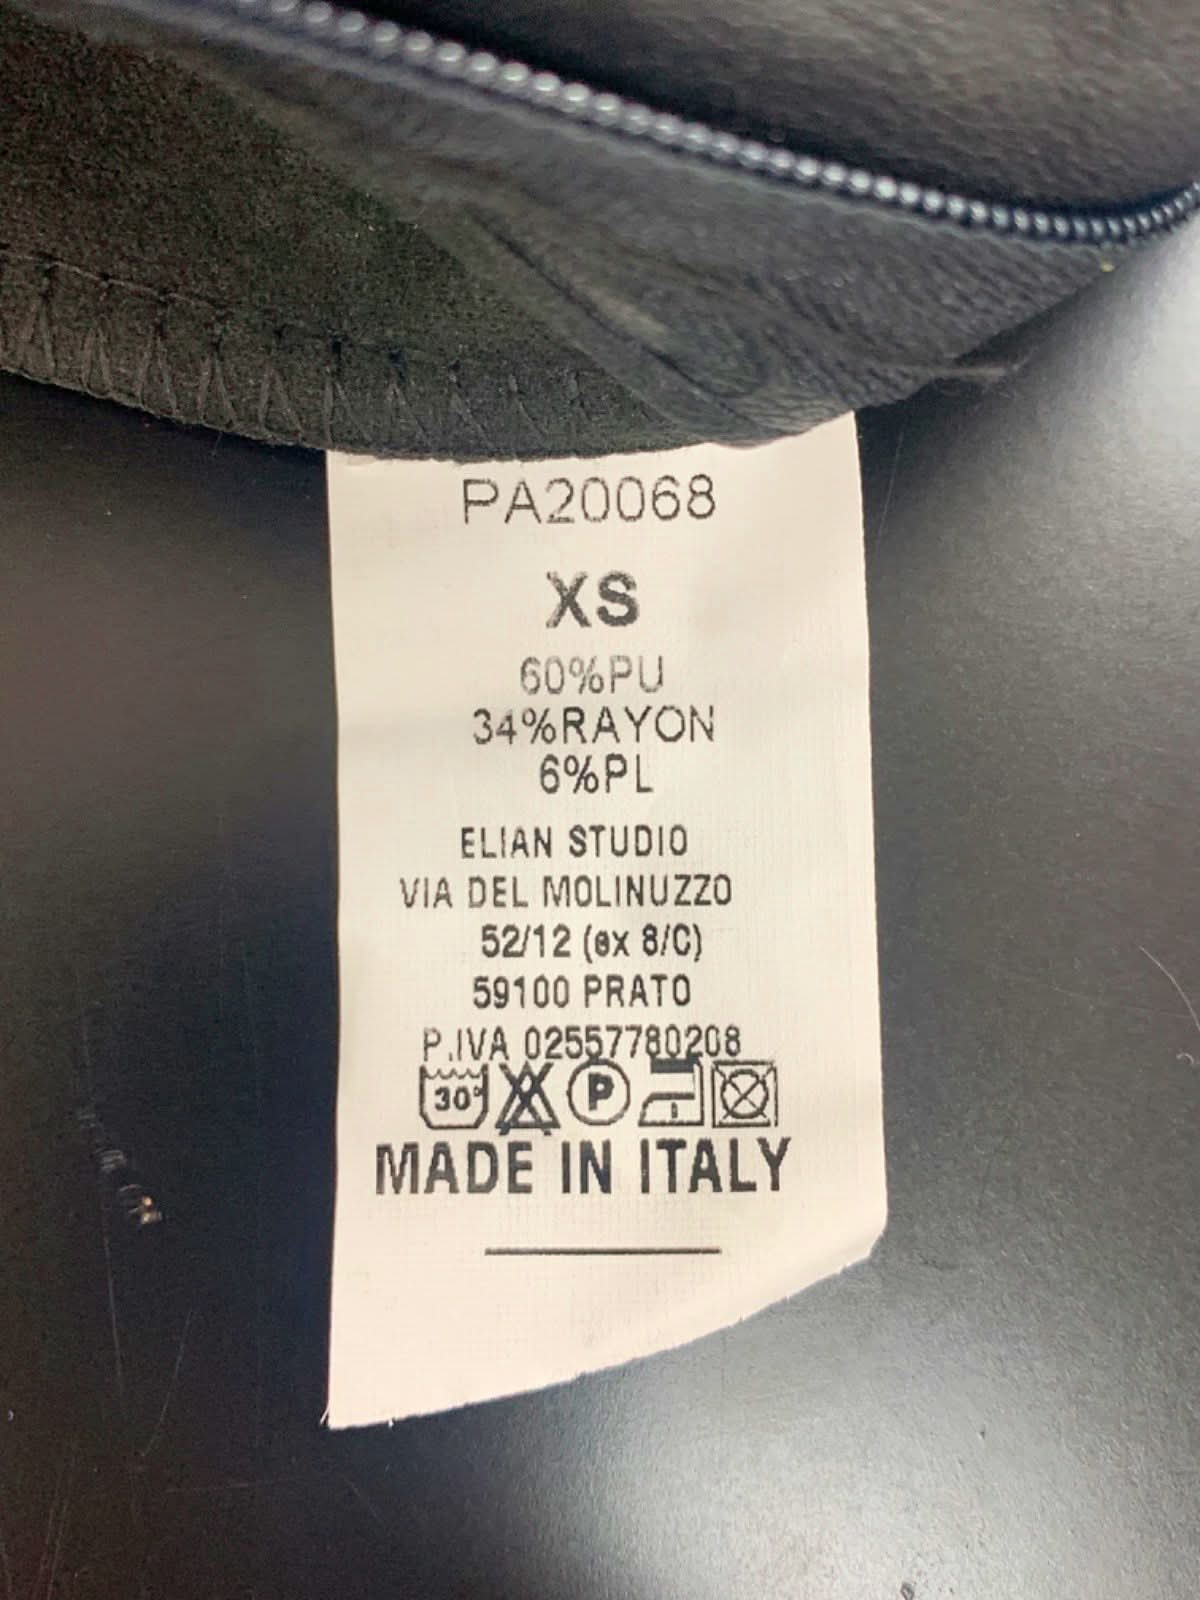 PA20068
XS
60%PU
34%RAYON
6%PL
ELIAN STUDIO
VIA DEL MOLINUZZO
52/12 (ex 8/C)
59100 PRATO
P.IVA 02557780208
30° P
MADE IN ITALY